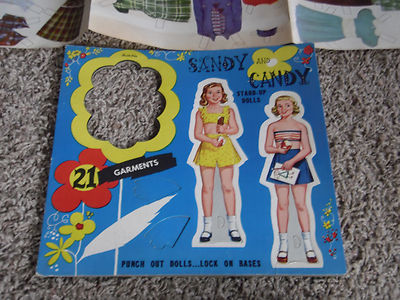 SANDY AND CANDY
STAND-UP
DOLLS
21
GARMENTS
PUNCH OUT DOLLS...LOCK ON BASES